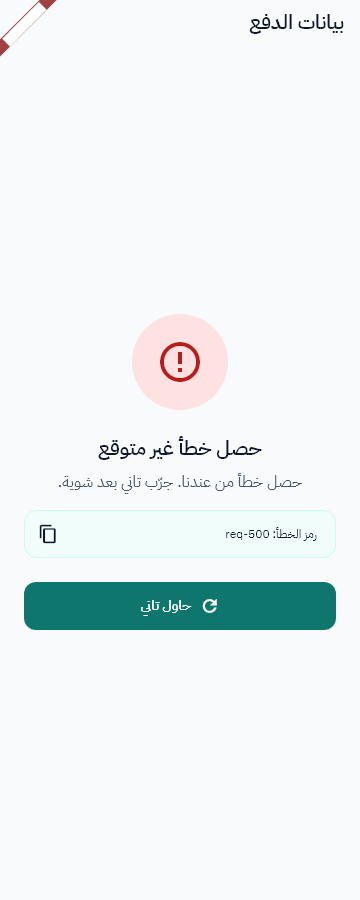 بيانات الدفع
حصل خطأ غير متوقع
حصل خطأ من عندنا. جرّب تاني بعد شوية.
رمز الخطأ: req-500
حاول تاني